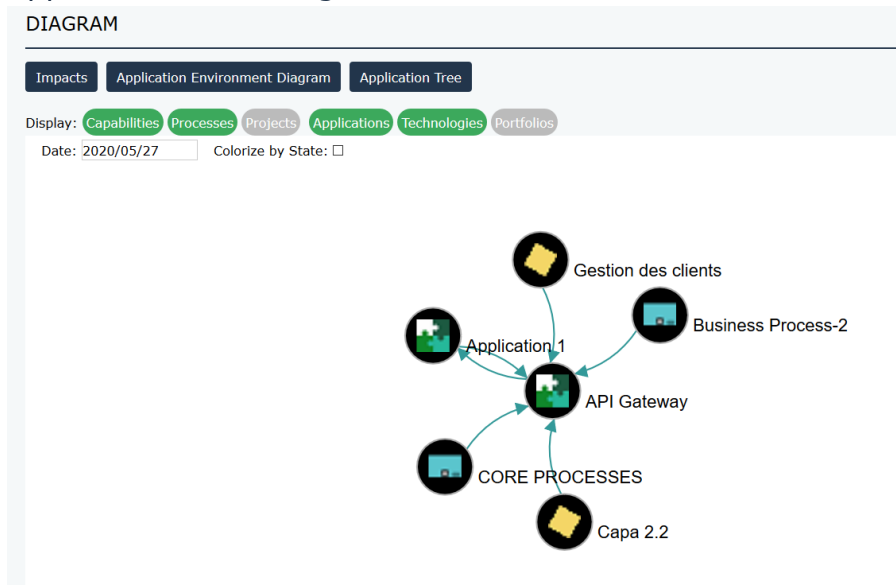 DIAGRAM
Impacts Application Environment Diagram Application Tree
Display: Capabilities Processes Projects Applications Technologies Portfolios
Date: 2020/05/27 Colorize by State:
Gestion des clients
Business Process-2
Application 1
API Gateway
CORE PROCESSES
Capa 2.2